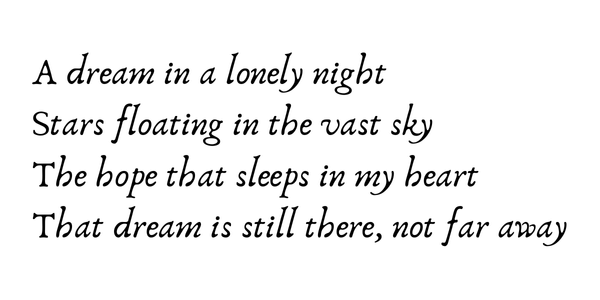 A dream in a lonely night
Stars floating in the vast sky
The hope that sleeps in my heart
That dream is still there, not far away